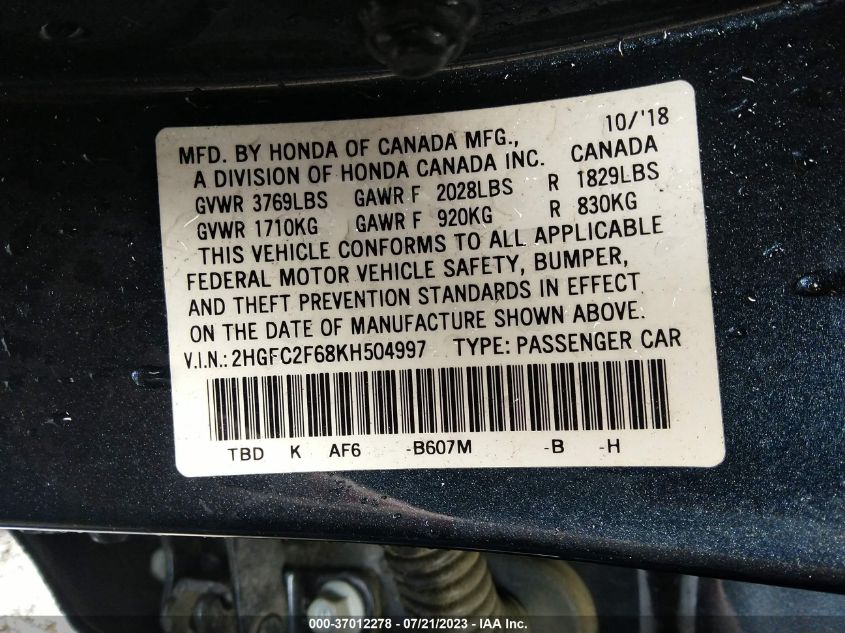 10/'18
MFD. BY HONDA OF CANADA MFG.,
A DIVISION OF HONDA CANADA INC. CANADA
GVWR 3769LBS GAWR F 2028LBS R 1829LBS
GVWR 1710KG GAWR F 920KG R 830KG
THIS VEHICLE CONFORMS TO ALL APPLICABLE
FEDERAL MOTOR VEHICLE SAFETY, BUMPER,
AND THEFT PREVENTION STANDARDS IN EFFECT
ON THE DATE OF MANUFACTURE SHOWN ABOVE.
V.I.N.: 2HGFC2F68KH504997 TYPE: PASSENGER CAR
TBD K AF6 -B607M -B -H
000-37012278 - 07/21/2023 - IAA Inc.